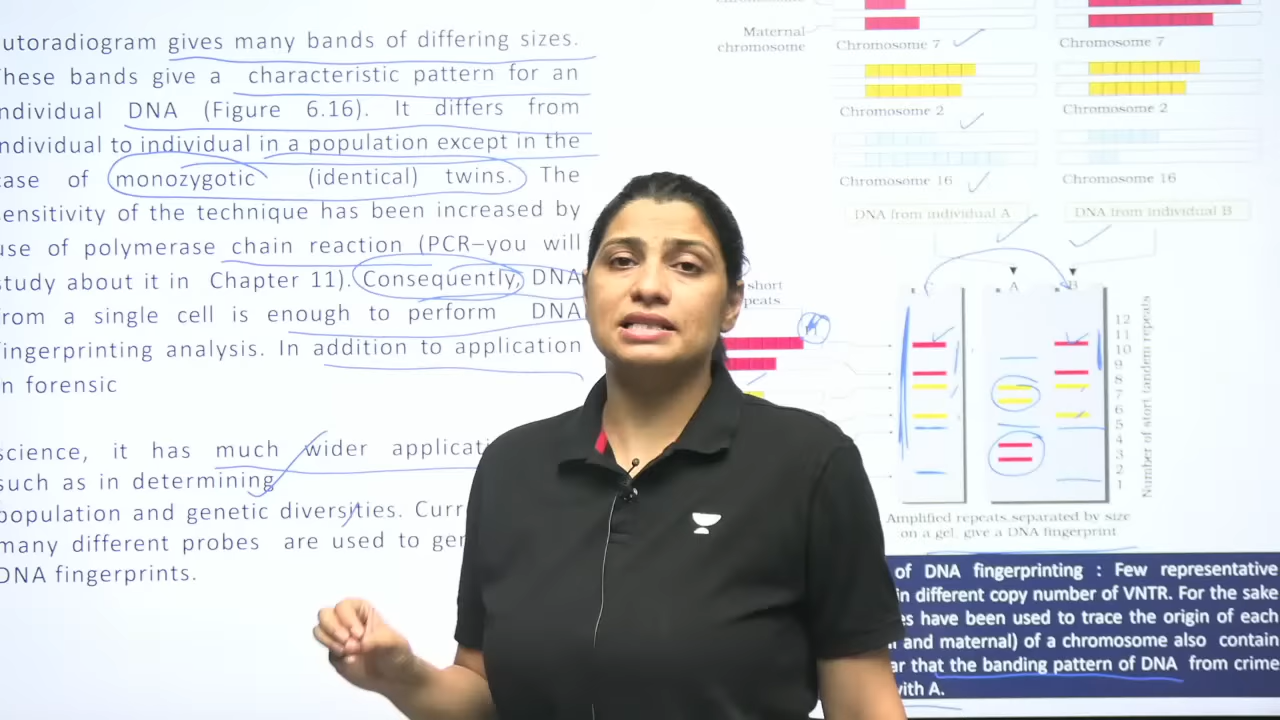 utoradiogram gives many bands of differing sizes.
hese bands give a characteristic pattern for an
ndividual DNA (Figure 6.16). It differs from
ndividual to individual in a population except in the
case of monozygotic (identical) twins. The
sensitivity of the technique has been increased by
use of polymerase chain reaction (PCR–you will
study about it in Chapter 11). Consequently, DNA
from a single cell is enough to perform DNA
fingerprinting analysis. In addition to application
in forensic
science, it has much wider applicati
such as in determining
population and genetic diversities. Curr
many different probes are used to ger
DNA fingerprints.
Maternal
chromosome
Chromosome 7
Chromosome 7
Chromosome 2
Chromosome 2
Chromosome 16
Chromosome 16
DNA from individual A
DNA from individual B
short
peats
A
C
A
B
12
11
10
9
8
7
6
5
4
3
2
1
Number of short tandem repeats
Amplified repeats separated by size
on a gel, give a DNA fingerprint
of DNA fingerprinting : Few representative
in different copy number of VNTR. For the sake
es have been used to trace the origin of each
and maternal) of a chromosome also contain
ar that the banding pattern of DNA from crime
with A.